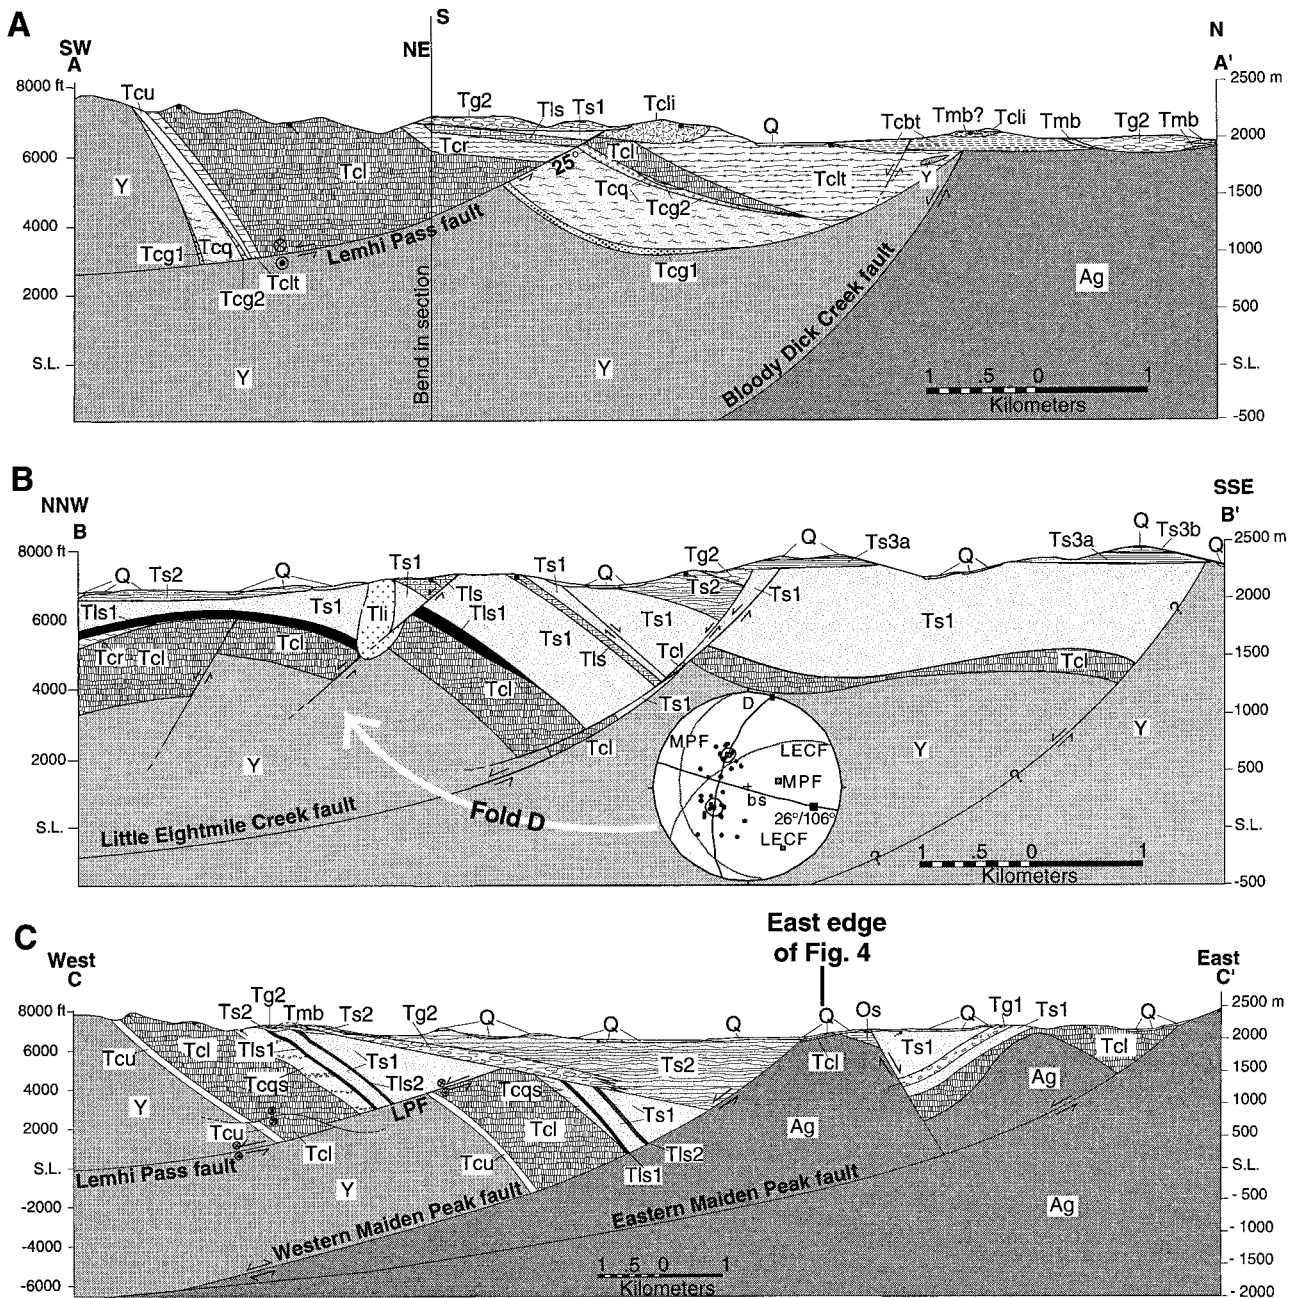 A
SW
A
NE
S
N
A'
8000 ft
6000
4000
2000
S.L.
2500 m
2000
1500
1000
500
S.L.
-500
Tcu
Tg2
Tls
Ts1
Tcli
Q
Tcbt
Tmb?
Tcli
Tmb
Tg2
Tmb
Tcr
25°
Tcl
Tcl
Y
Tcq
Tcg2
Tclt
Y
Tcg1
Tcq
Tclt
Tcg2
Lemhi Pass fault
Tcg1
Ag
Bend in section
Y
Y
Bloody Dick Creek fault
1 .5 0 1
Kilometers
B
NNW
B
SSE
B'
8000 ft
6000
4000
2000
S.L.
2500 m
2000
1500
1000
500
S.L.
-500
Q
Ts2
Q
Ts1
Ts1
Q
Tg2
Q
Ts3a
Q
Ts3a
Q
Ts3b
Q
Tls1
Ts1
Tli
Tls
Tls1
Ts2
Ts1
Ts1
Ts1
Tcr
Tcl
Tcl
Ts1
Tls
Tcl
Tcl
Tcl
Ts1
Tcl
?
Y
Y
Y
?
?
D
MPF
LECF
MPF
bs
26°/106°
LECF
Fold D
Little Eightmile Creek fault
1 .5 0 1
Kilometers
C
West
C
East edge
of Fig. 4
East
C'
8000 ft
6000
4000
2000
S.L.
-2000
-4000
-6000
2500 m
2000
1500
1000
500
S.L.
- 500
- 1000
- 1500
- 2000
Ts2
Tg2
Tmb
Ts2
Tg2
Q
Q
Q
Q
Os
Q
Tg1
Ts1
Q
Tcu
Tcl
Tls1
Ts1
Tls2
Tcqs
Ts2
Tcl
Ts1
Tcl
Y
Tcqs
Ts1
Ag
LPF
Tcl
Ag
Tcu
Tcl
Tcu
Tls1
Tls2
Lemhi Pass fault
Y
Western Maiden Peak fault
Eastern Maiden Peak fault
Ag
1 .5 0 1
Kilometers